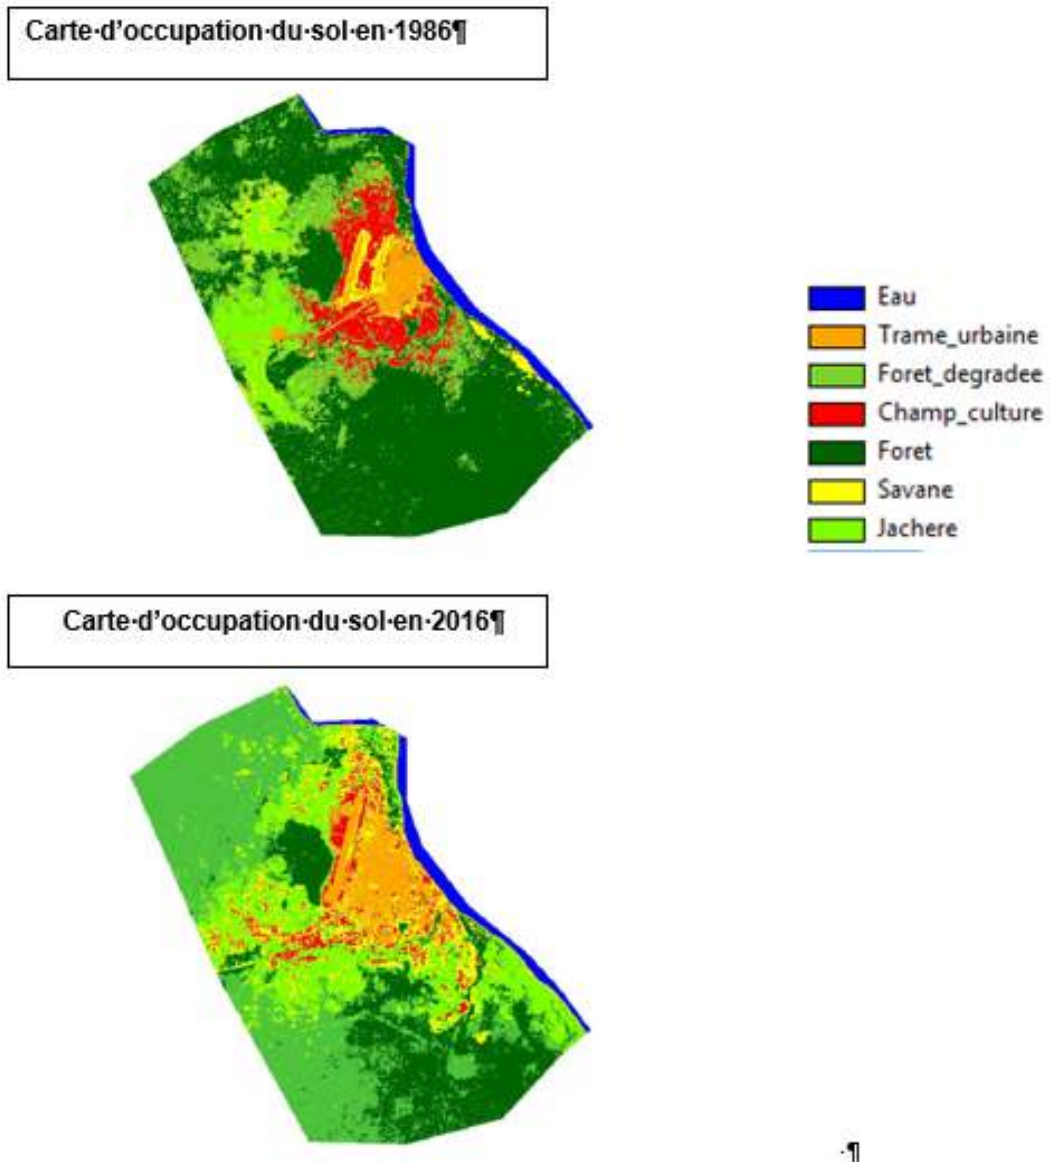 Carte·d’occupation·du·sol·en·1986¶
Eau
Trame_urbaine
Foret_degradee
Champ_culture
Foret
Savane
Jachere
Carte·d’occupation·du·sol·en·2016¶
·¶